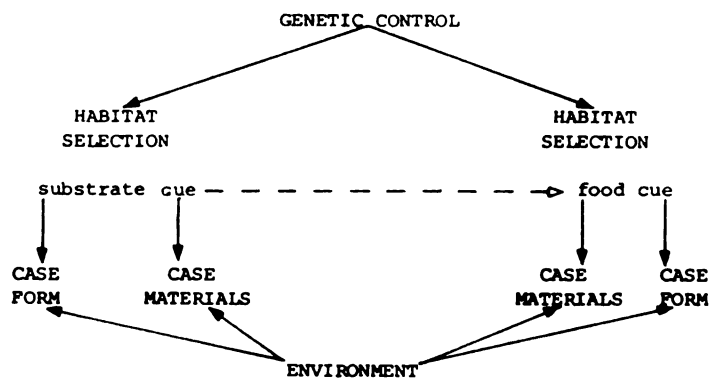 GENETIC CONTROL
HABITAT HABITAT
SELECTION SELECTION
substrate cue food cue
CASE CASE CASE CASE
FORM MATERIALS MATERIALS FORM
ENVIRONMENT